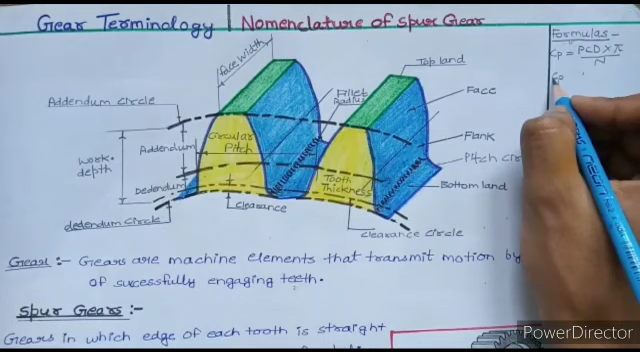 Gear Terminology | Nomenclature of spur Gear
Formulas -
Cp = PCD × π
N
Cp
face width
Top land
Fillet
Radius
Addendum circle
Face
Circular
Pitch
Addendum
Flank
Work.
depth
Pitch Cir
Tooth
Thickness
Dedendum
Bottom land
Clearance
dedendum Circle
Clearance circle
Gear :- Gears are machine elements that transmit motion by
of sucessfully engaging teeth.
Spur Gears :-
Gears in which edge of each tooth is straight
PowerDirector